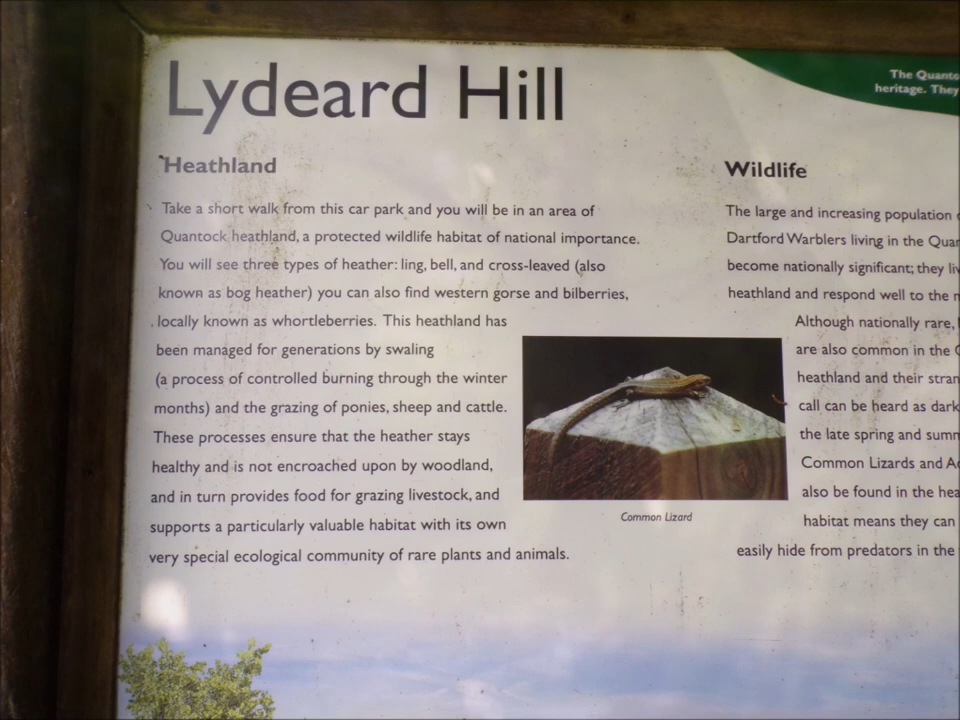 Lydeard Hill
The Quanto
heritage. They
Heathland
Take a short walk from this car park and you will be in an area of
Quantock heathland, a protected wildlife habitat of national importance.
You will see three types of heather: ling, bell, and cross-leaved (also
known as bog heather) you can also find western gorse and bilberries,
locally known as whortleberries. This heathland has
been managed for generations by swaling
(a process of controlled burning through the winter
months) and the grazing of ponies, sheep and cattle.
These processes ensure that the heather stays
healthy and is not encroached upon by woodland,
and in turn provides food for grazing livestock, and
supports a particularly valuable habitat with its own
very special ecological community of rare plants and animals.
Common Lizard
Wildlife
The large and increasing population
Dartford Warblers living in the Quan
become nationally significant; they liv
heathland and respond well to the
Although nationally rare,
are also common in the
heathland and their stran
call can be heard as dark
the late spring and summ
Common Lizards and Ad
also be found in the hea
habitat means they can
easily hide from predators in the